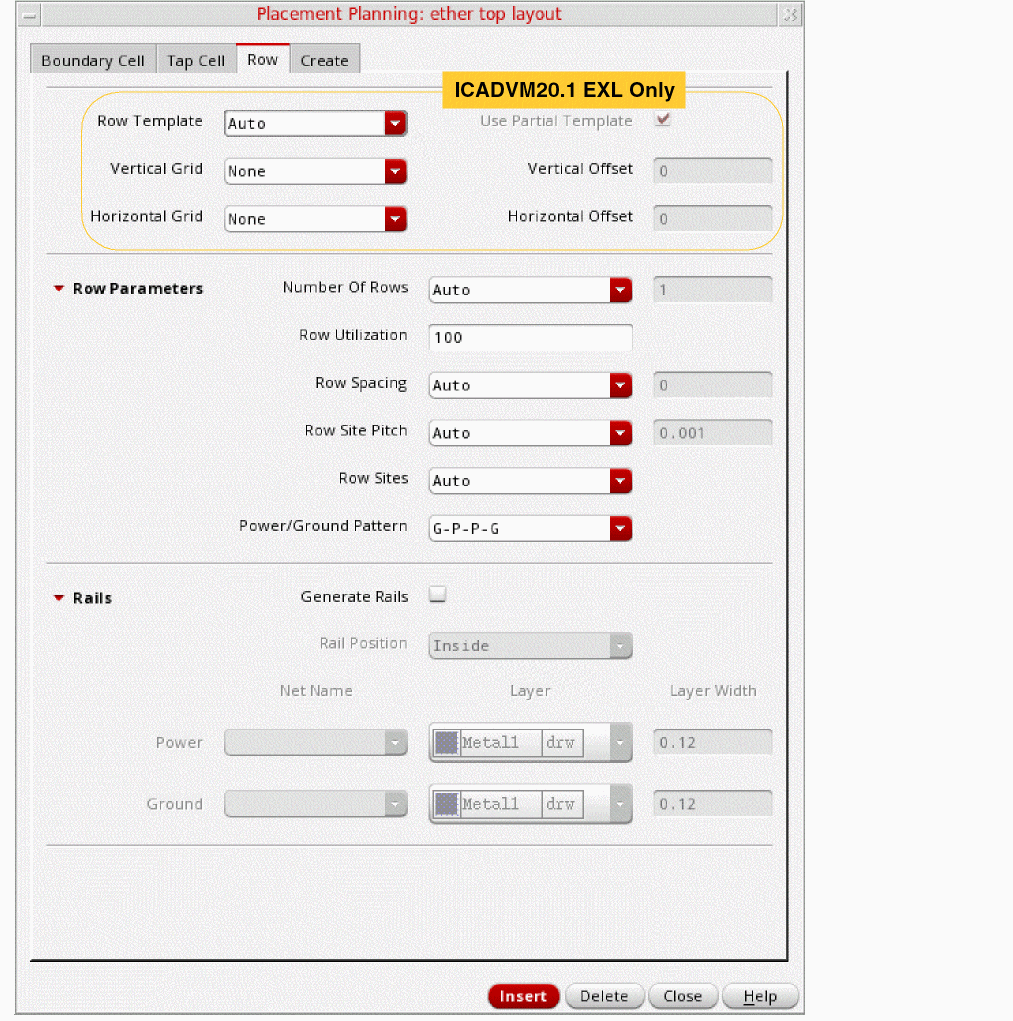 Placement Planning: ether top layout
Boundary Cell Tap Cell Row Create
ICADVM20.1 EXL Only
Row Template Auto Use Partial Template
Vertical Grid None Vertical Offset 0
Horizontal Grid None Horizontal Offset 0
Row Parameters Number Of Rows Auto 1
Row Utilization 100
Row Spacing Auto 0
Row Site Pitch Auto 0.001
Row Sites Auto
Power/Ground Pattern G-P-P-G
Rails Generate Rails
Rail Position Inside
Net Name Layer Layer Width
Power Metal1 drw 0.12
Ground Metal1 drw 0.12
Insert Delete Close Help